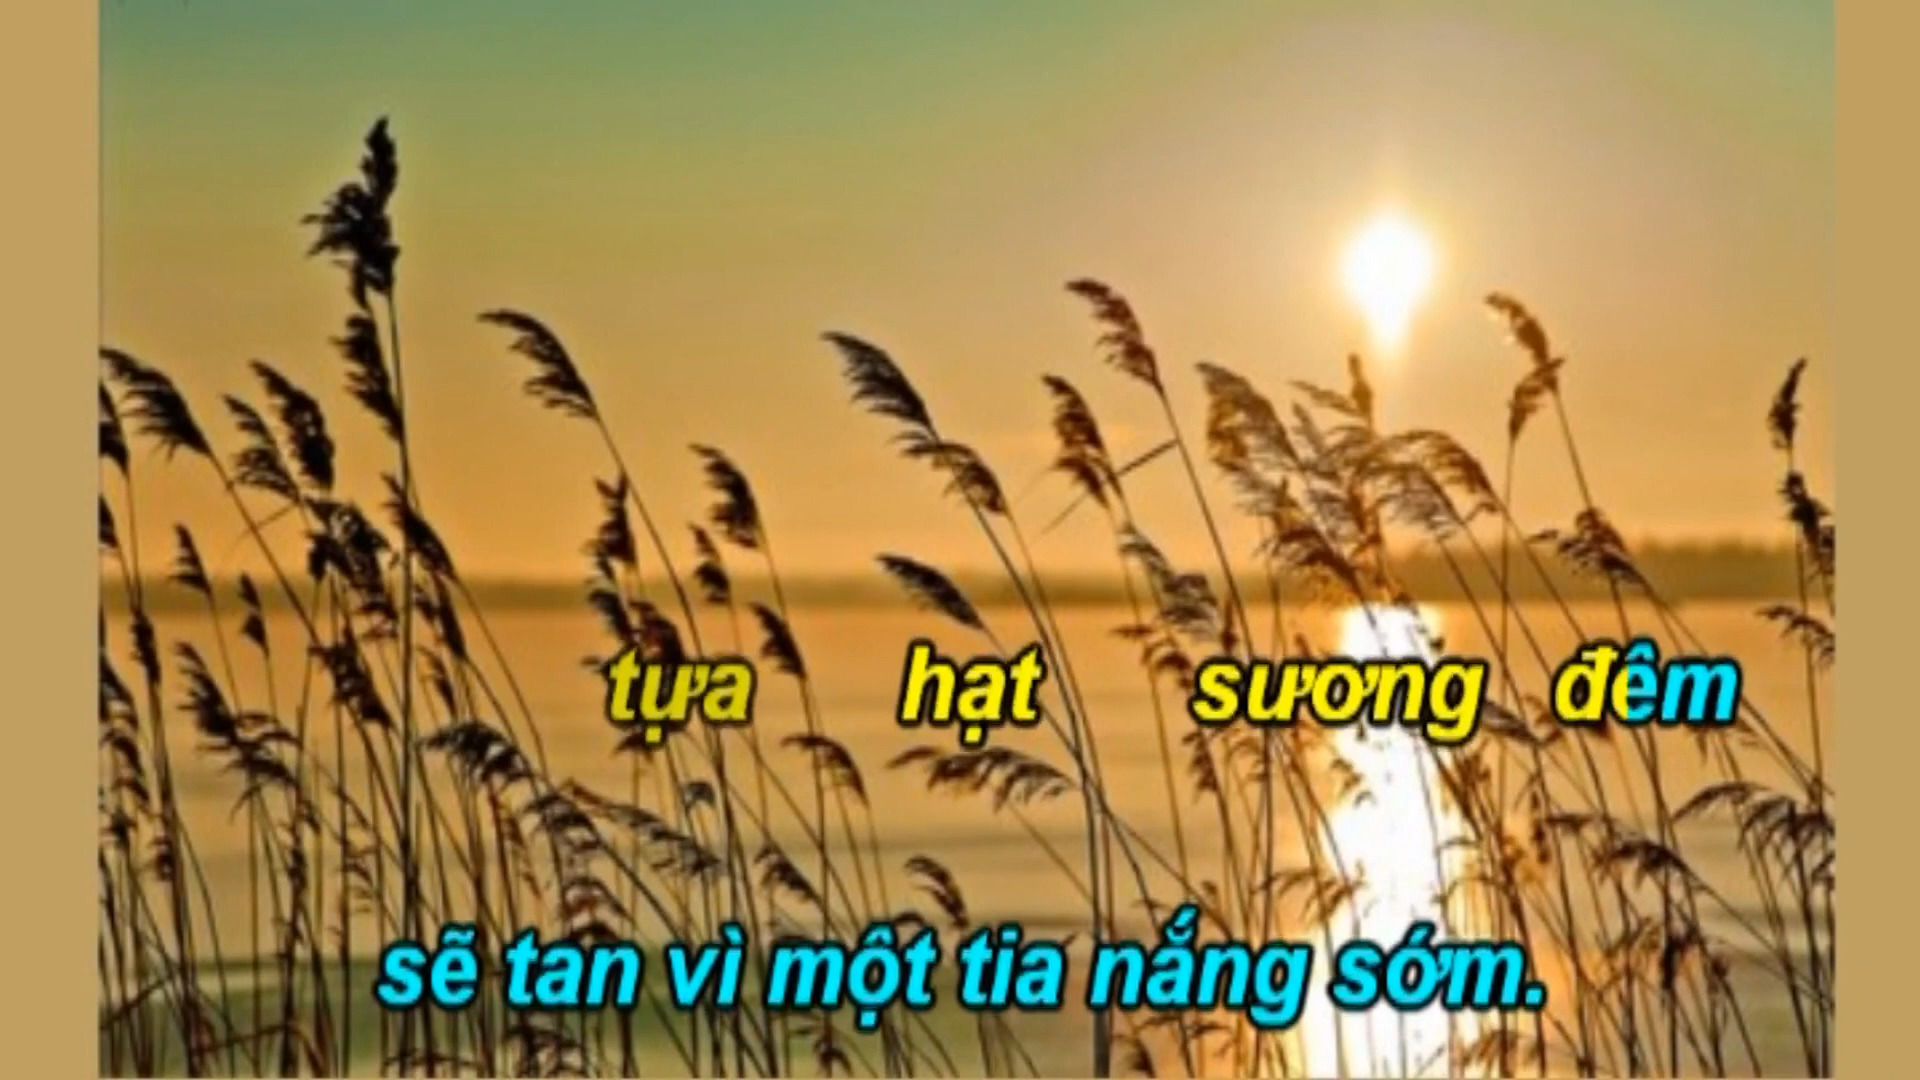 tựa hạt sương đêm
sẽ tan vì một tia nắng sớm.